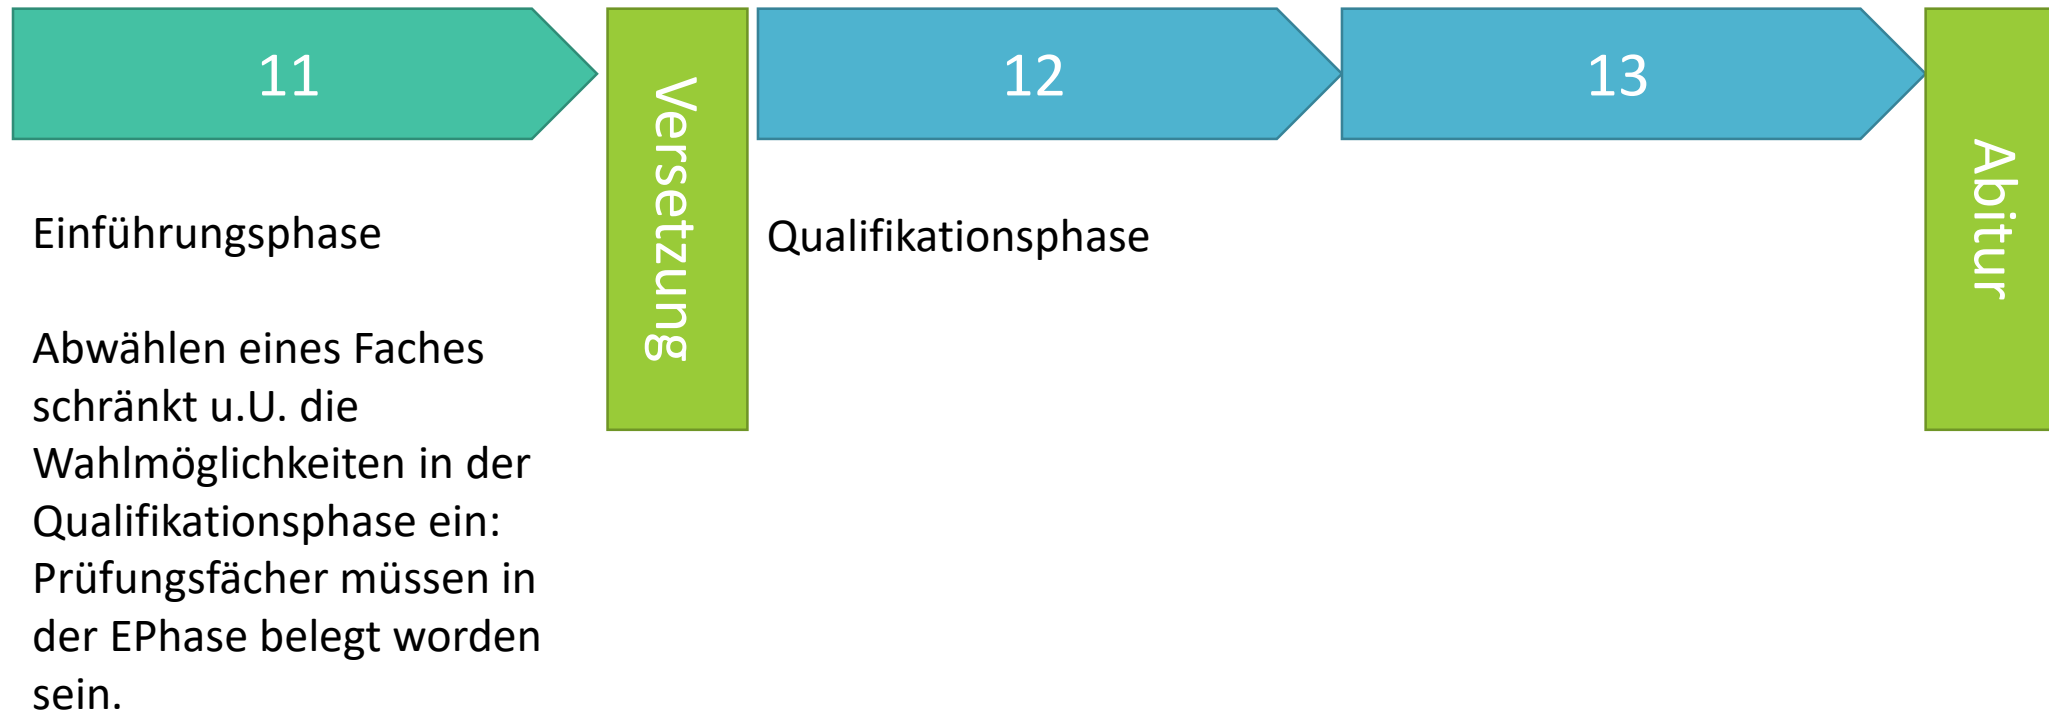 11
Versetzung
12
13
Abitur
Einführungsphase
Abwählen eines Faches
schränkt u.U. die
Wahlmöglichkeiten in der
Qualifikationsphase ein:
Prüfungsfächer müssen in
der EPhase belegt worden
sein.
Qualifikationsphase